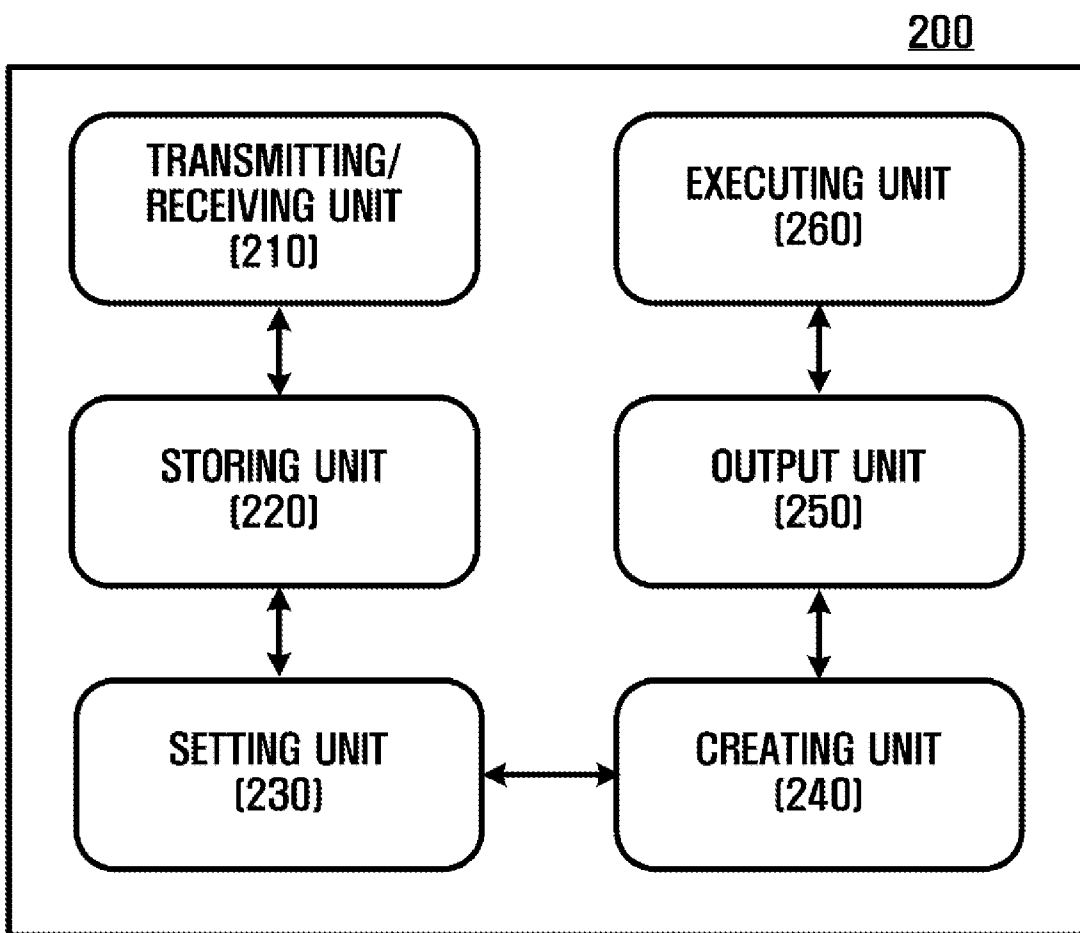 200
TRANSMITTING/
RECEIVING UNIT
(210)
EXECUTING UNIT
(260)
STORING UNIT
(220)
OUTPUT UNIT
(250)
SETTING UNIT
(230)
CREATING UNIT
(240)